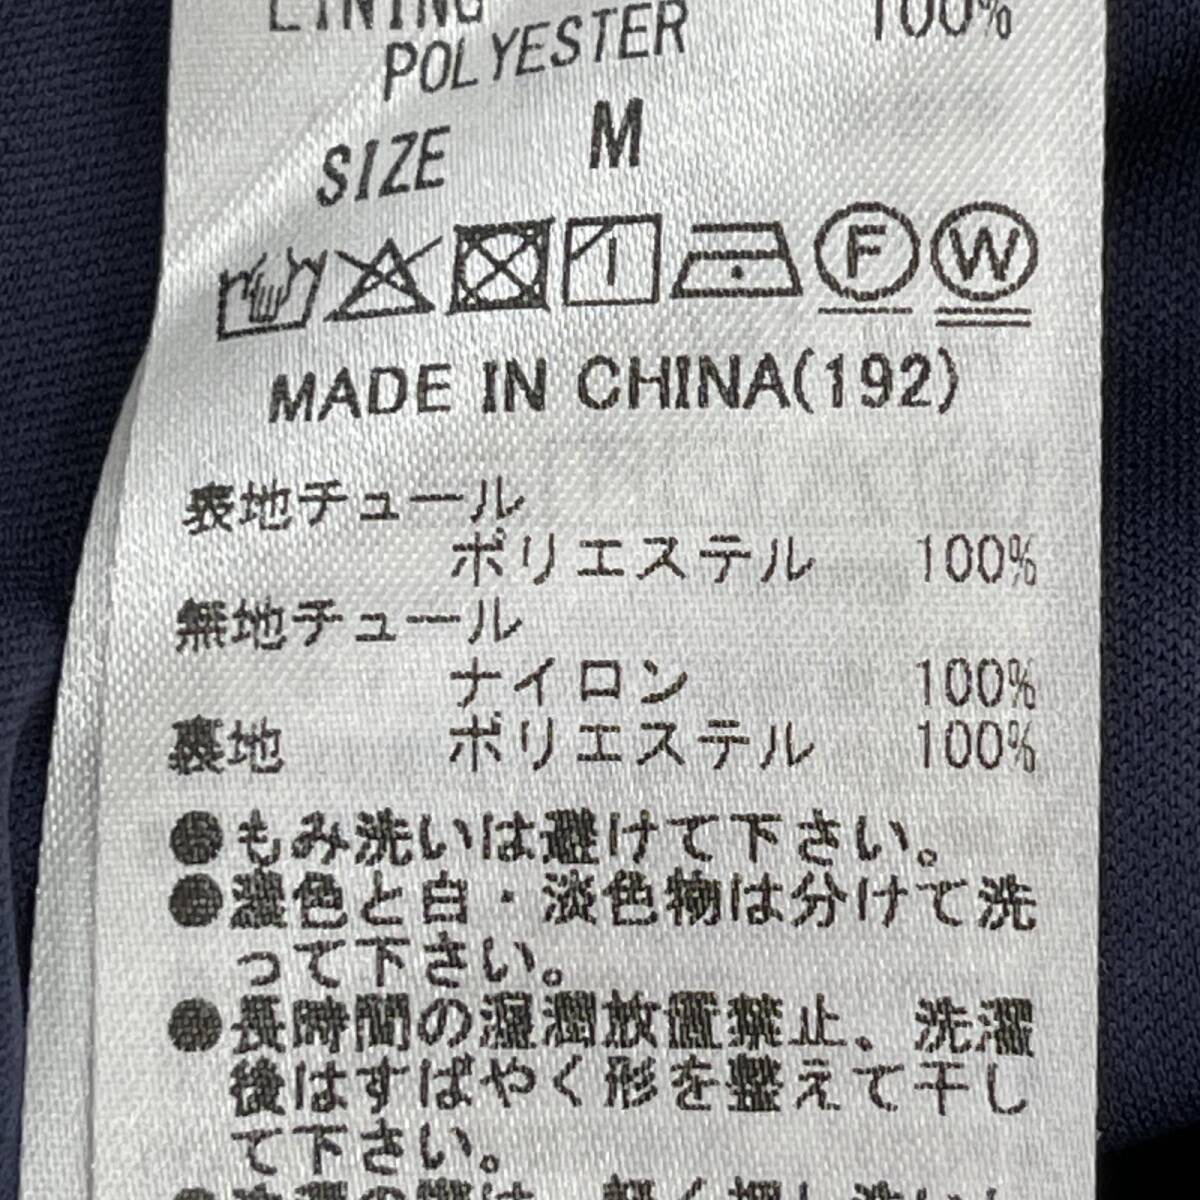 LINING
POLYESTER 100%
SIZE M
F W
MADE IN CHINA(192)
表地チュール
ポリエステル 100%
無地チュール
ナイロン 100%
裏地 ポリエステル 100%
●もみ洗いは避けて下さい。
●濃色と白・淡色物は分けて洗
って下さい。
●長時間の湿潤放置禁止、洗濯
後はすばやく形を整えて干し
て下さい。